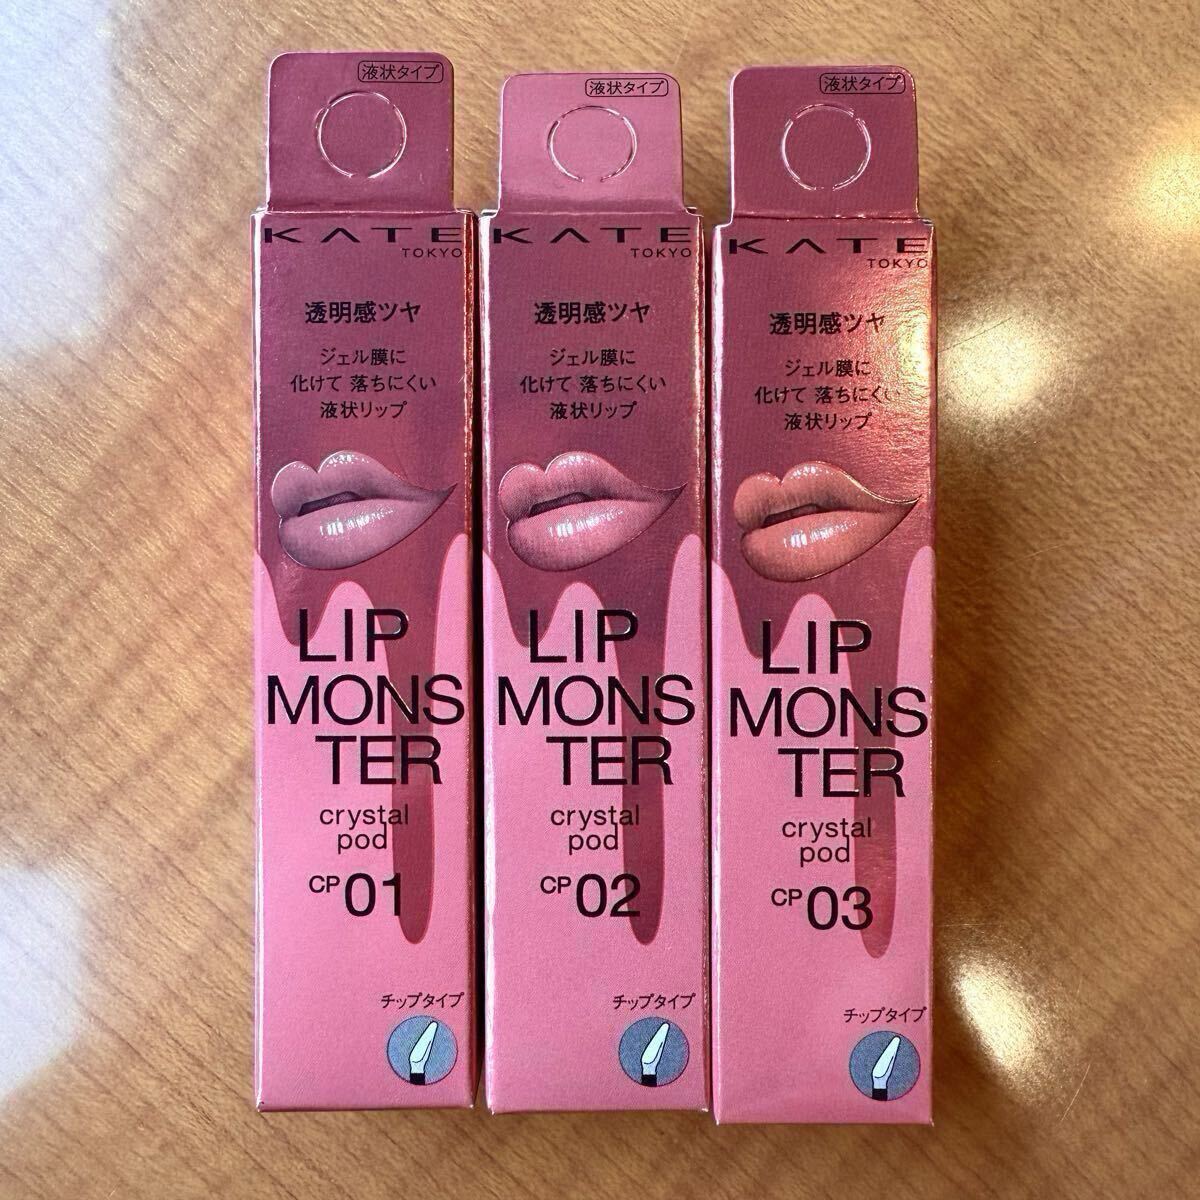 液状タイプ
KATE
TOKYO
透明感ツヤ
ジェル膜に
化けて 落ちにくい
液状リップ
LIP
MONS
TER
crystal
pod
CP01
チップタイプ
液状タイプ
KATE
TOKYO
透明感ツヤ
ジェル膜に
化けて 落ちにくい
液状リップ
LIP
MONS
TER
crystal
pod
CP02
チップタイプ
液状タイプ
KATE
TOKYO
透明感ツヤ
ジェル膜に
化けて 落ちにくい
液状リップ
LIP
MONS
TER
crystal
pod
CP03
チップタイプ